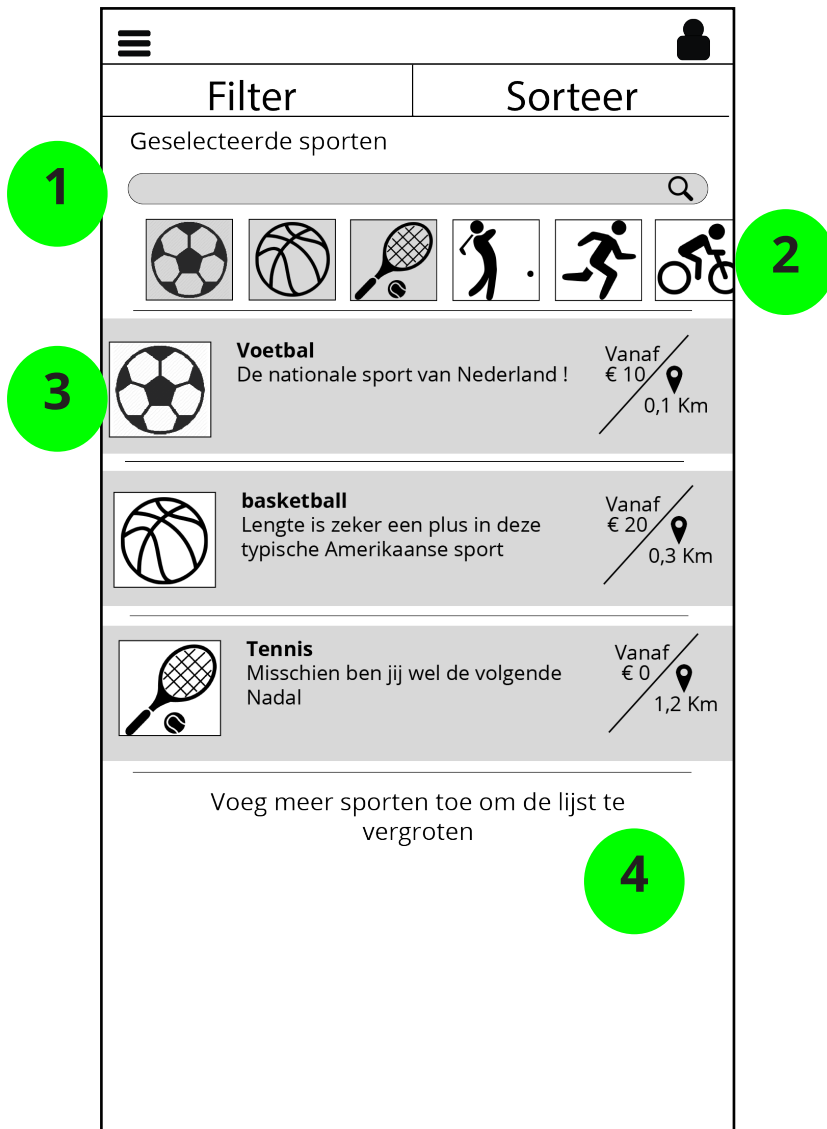 Filter
Sorteer
Geselecteerde sporten
1
2
3
Voetbal
De nationale sport van Nederland !
Vanaf
€ 10
0,1 Km
basketball
Lengte is zeker een plus in deze
typische Amerikaanse sport
Vanaf
€ 20
0,3 Km
Tennis
Misschien ben jij wel de volgende
Nadal
Vanaf
€ 0
1,2 Km
Voeg meer sporten toe om de lijst te
vergroten
4